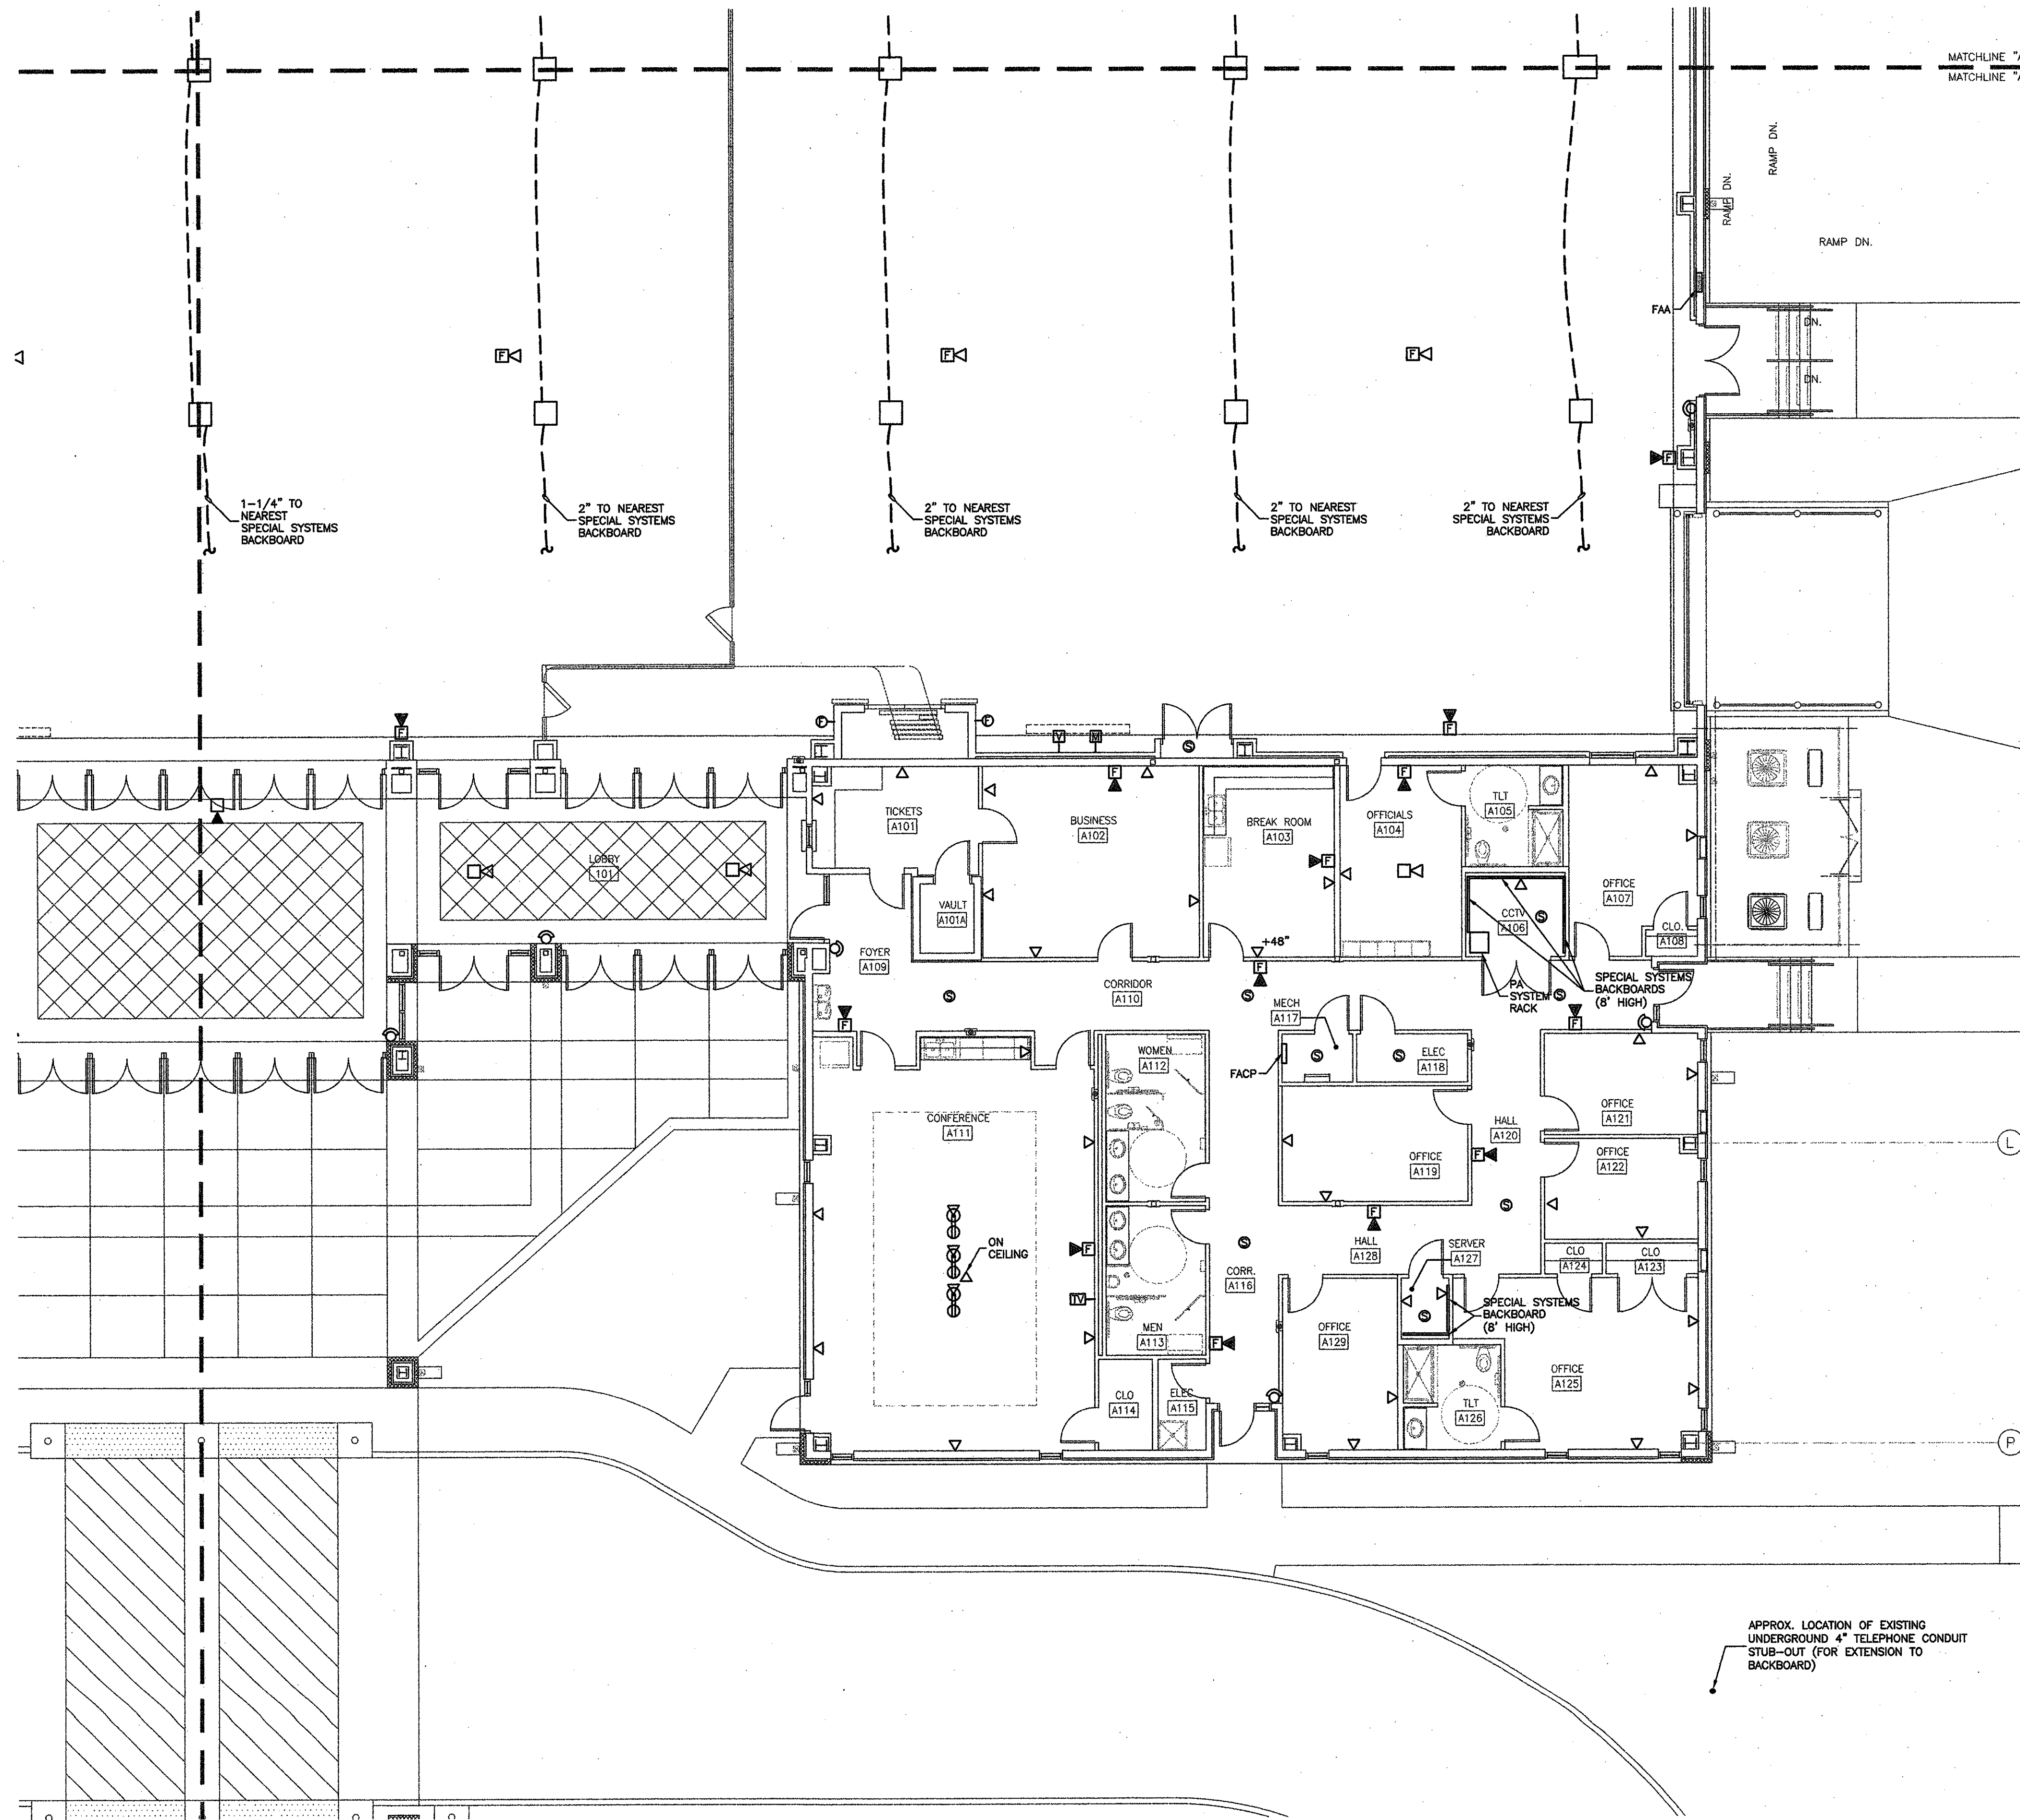 MATCHLINE "A
MATCHLINE "A
RAMP DN.
RAMP DN.
RAMP DN.
FAA
DN.
DN.
F
F
F
F
1-1/4" TO
NEAREST
SPECIAL SYSTEMS
BACKBOARD
2" TO NEAREST
SPECIAL SYSTEMS
BACKBOARD
2" TO NEAREST
SPECIAL SYSTEMS
BACKBOARD
2" TO NEAREST
SPECIAL SYSTEMS
BACKBOARD
2" TO NEAREST
SPECIAL SYSTEMS
BACKBOARD
F
F
F
F
V
M
S
F
F
TICKETS
A101
BUSINESS
A102
BREAK ROOM
A103
OFFICIALS
A104
TLT
A105
F
LOBBY
101
VAULT
A101A
OFFICE
A107
CCTV
A106
S
CLO.
A108
FOYER
A109
+48"
F
CORRIDOR
A110
S
S
S
PA
SYSTEM
RACK
SPECIAL SYSTEMS
BACKBOARDS
(8' HIGH)
F
F
MECH
A117
S
S
ELEC
A118
FACP
WOMEN
A112
CONFERENCE
A111
OFFICE
A119
HALL
A120
F
OFFICE
A121
OFFICE
A122
L
S
F
ON
CEILING
F
S
HALL
A128
SERVER
A127
CLO
A124
CLO
A123
CORR.
A116
TV
S
SPECIAL SYSTEMS
BACKBOARD
(8' HIGH)
MEN
A113
F
OFFICE
A129
OFFICE
A125
CLO
A114
ELEC
A115
TLT
A126
P
APPROX. LOCATION OF EXISTING
UNDERGROUND 4" TELEPHONE CONDUIT
STUB-OUT (FOR EXTENSION TO
BACKBOARD)